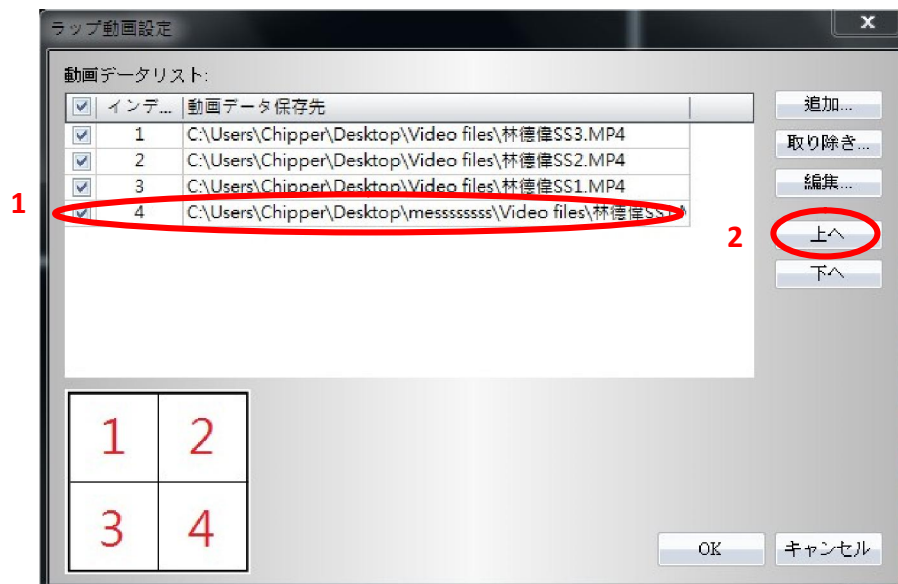 ラップ動画設定
x
動画データリスト:
インデ... 動画データ保存先
1 C:\Users\Chipper\Desktop\Video files\林德偉SS3.MP4
2 C:\Users\Chipper\Desktop\Video files\林德偉SS2.MP4
3 C:\Users\Chipper\Desktop\Video files\林德偉SS1.MP4
4 C:\Users\Chipper\Desktop\messsssssss\Video files\林德偉SS1
追加...
取り除き...
編集...
上へ
下へ
1
2
1 2
3 4
OK
キャンセル